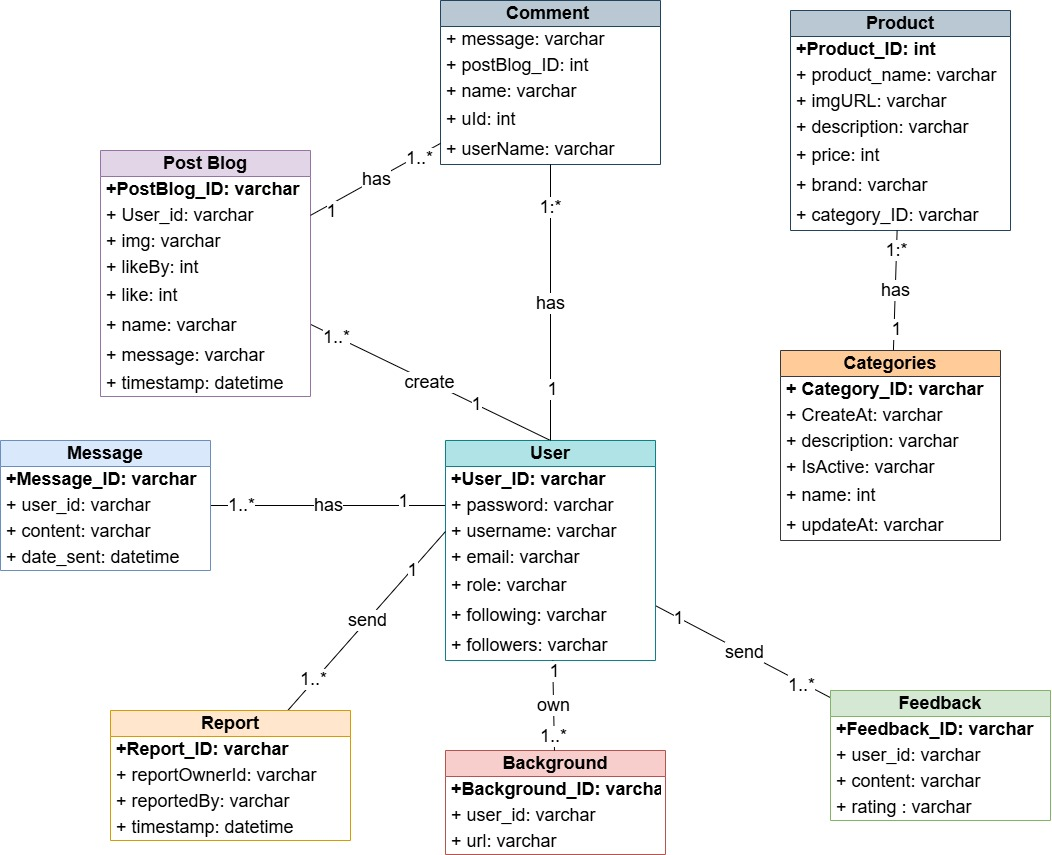 Comment
+ message: varchar
+ postBlog_ID: int
+ name: varchar
+ uId: int
+ userName: varchar
Product
+Product_ID: int
+ product_name: varchar
+ imgURL: varchar
+ description: varchar
+ price: int
+ brand: varchar
+ category_ID: varchar
Post Blog
+PostBlog_ID: varchar
+ User_id: varchar
+ img: varchar
+ likeBy: int
+ like: int
+ name: varchar
+ message: varchar
+ timestamp: datetime
1..*
has
1
1:*
has
1
1:*
has
1
1..*
create
1
Categories
+ Category_ID: varchar
+ CreateAt: varchar
+ description: varchar
+ IsActive: varchar
+ name: int
+ updateAt: varchar
Message
+Message_ID: varchar
+ user_id: varchar
+ content: varchar
+ date_sent: datetime
1..*
has
1
User
+User_ID: varchar
+ password: varchar
+ username: varchar
+ email: varchar
+ role: varchar
+ following: varchar
+ followers: varchar
1
send
1..*
1
own
1..*
1
send
1..*
Report
+Report_ID: varchar
+ reportOwnerId: varchar
+ reportedBy: varchar
+ timestamp: datetime
Background
+Background_ID: varcha
+ user_id: varchar
+ url: varchar
Feedback
+Feedback_ID: varchar
+ user_id: varchar
+ content: varchar
+ rating : varchar